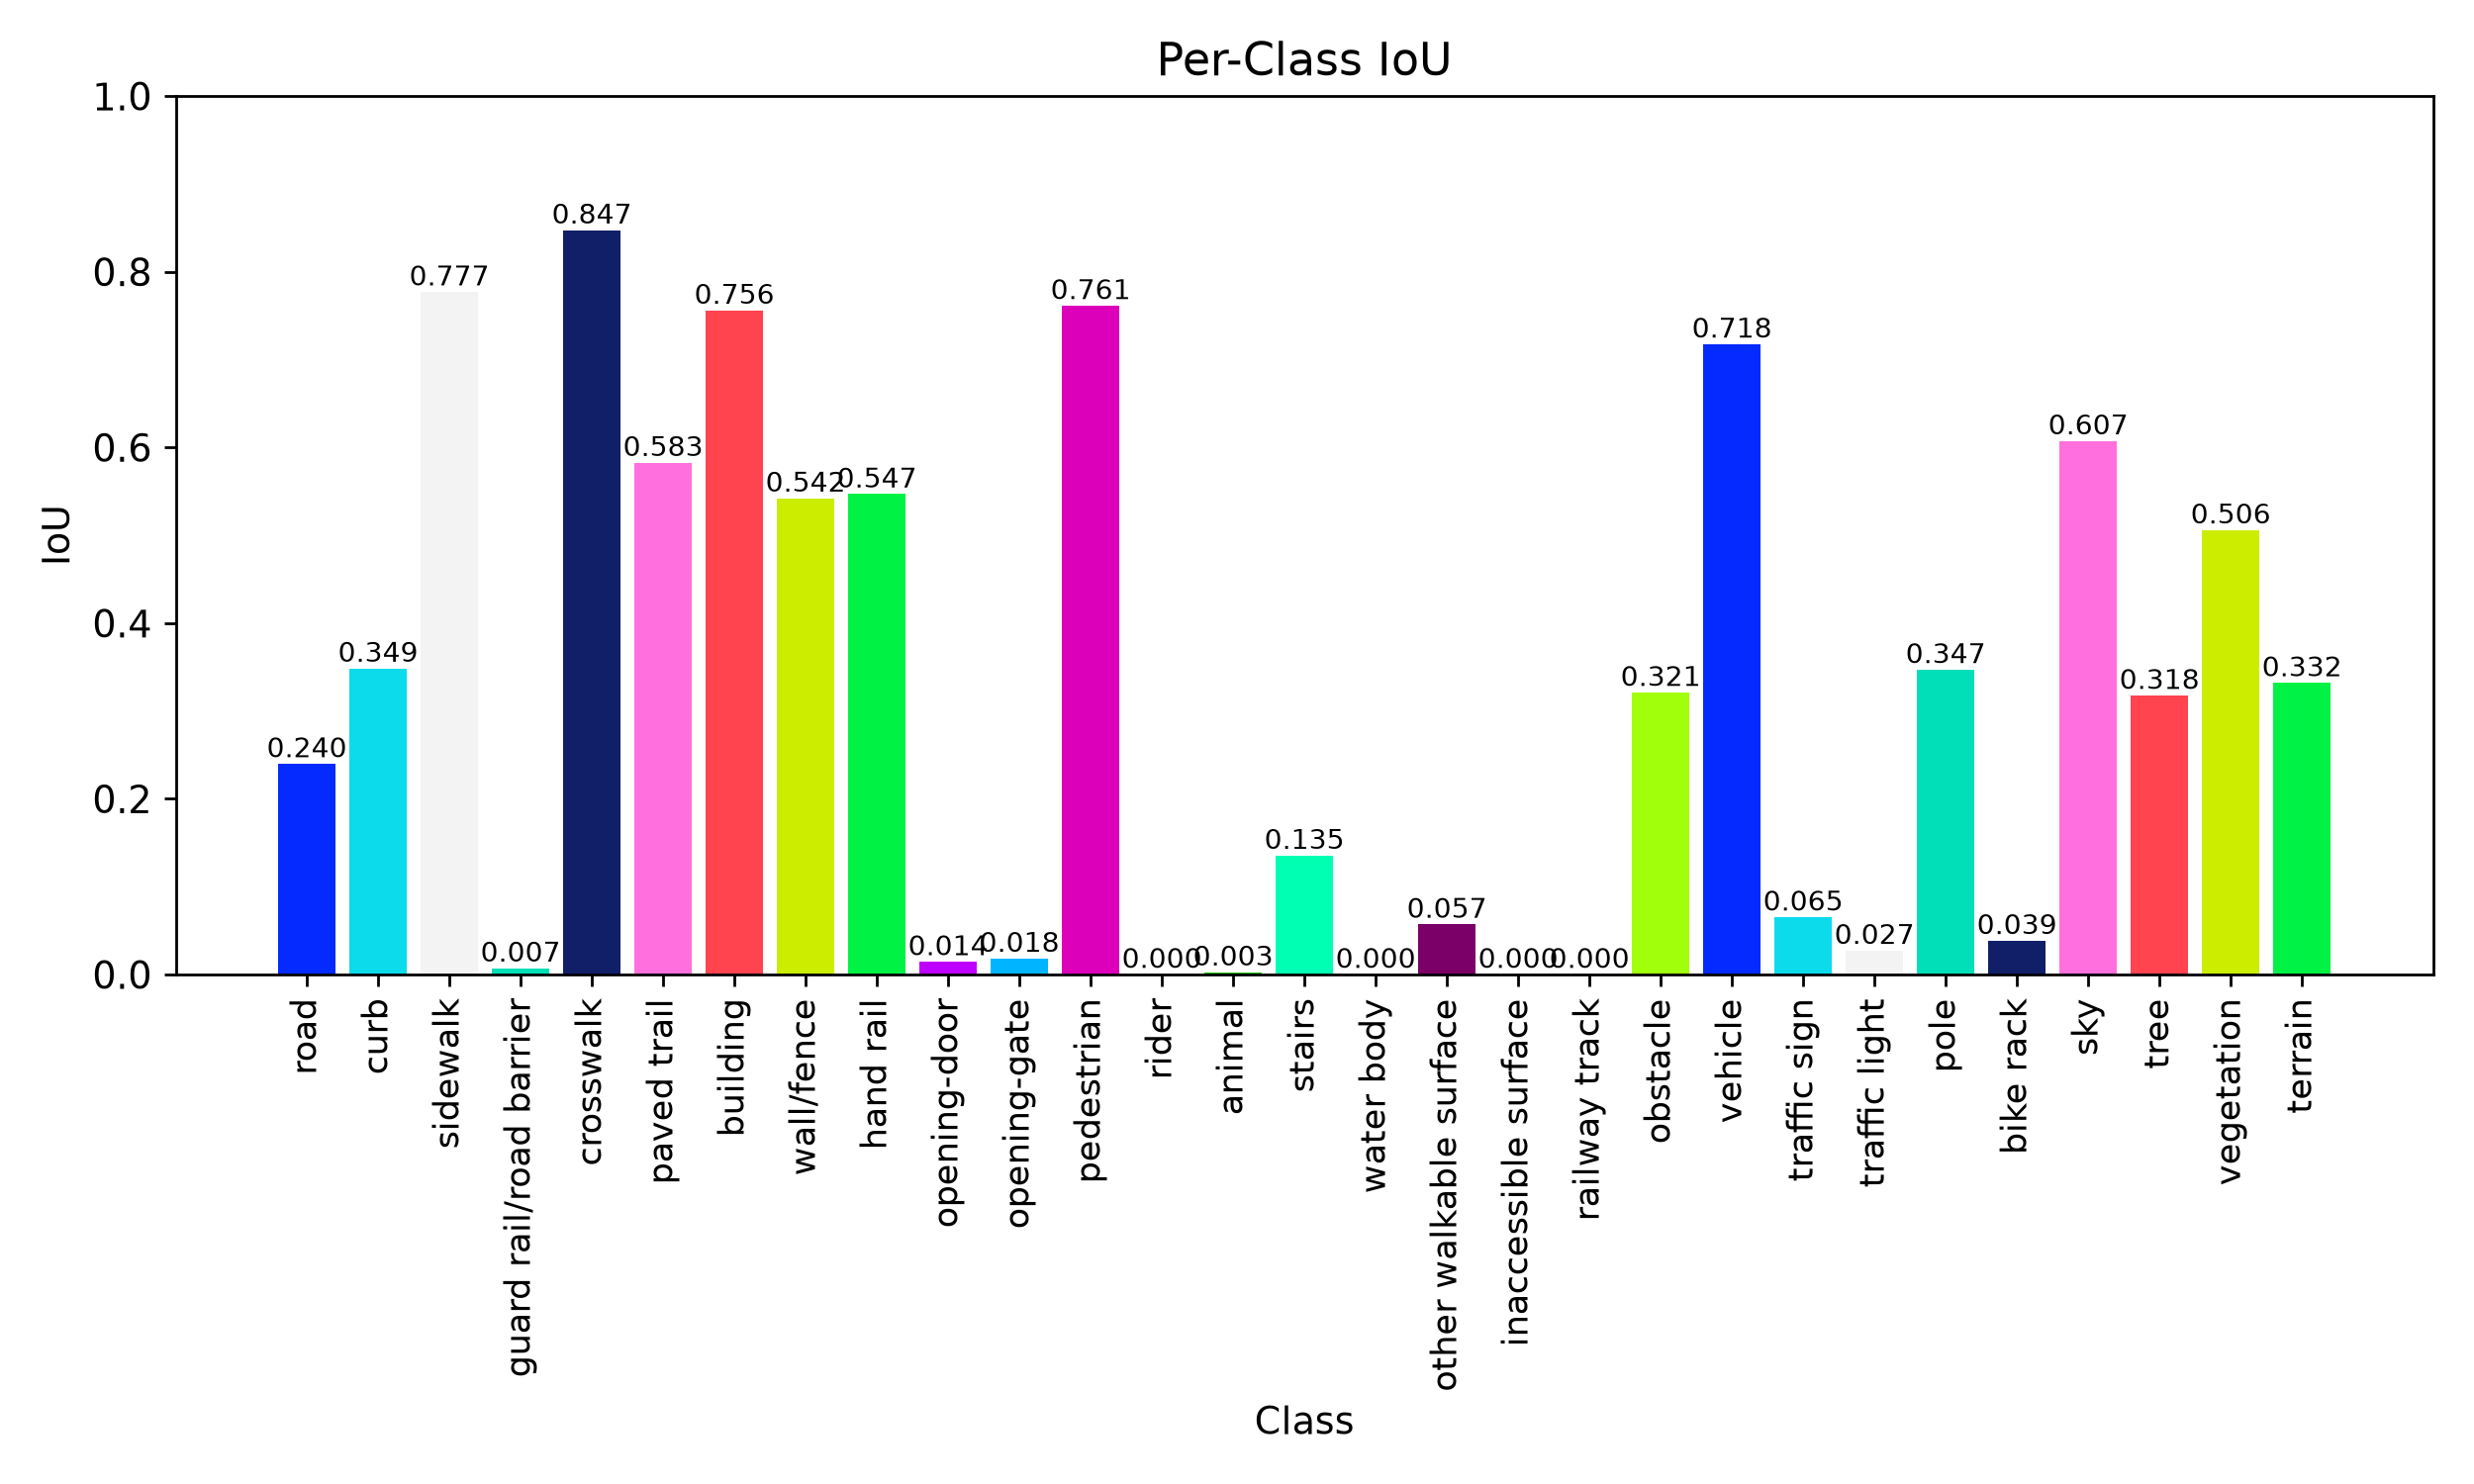 Per-Class IoU
1.0
0.8
0.6
0.4
0.2
0.0
IoU
0.240
0.349
0.777
0.007
0.847
0.583
0.756
0.542
0.547
0.014
0.018
0.761
0.000
0.003
0.135
0.000
0.057
0.000
0.000
0.321
0.718
0.065
0.027
0.347
0.039
0.607
0.318
0.506
0.332
road
curb
sidewalk
guard rail/road barrier
crosswalk
paved trail
building
wall/fence
hand rail
opening-door
opening-gate
pedestrian
rider
animal
stairs
water body
other walkable surface
inaccessible surface
railway track
obstacle
vehicle
traffic sign
traffic light
pole
bike rack
sky
tree
vegetation
terrain
Class